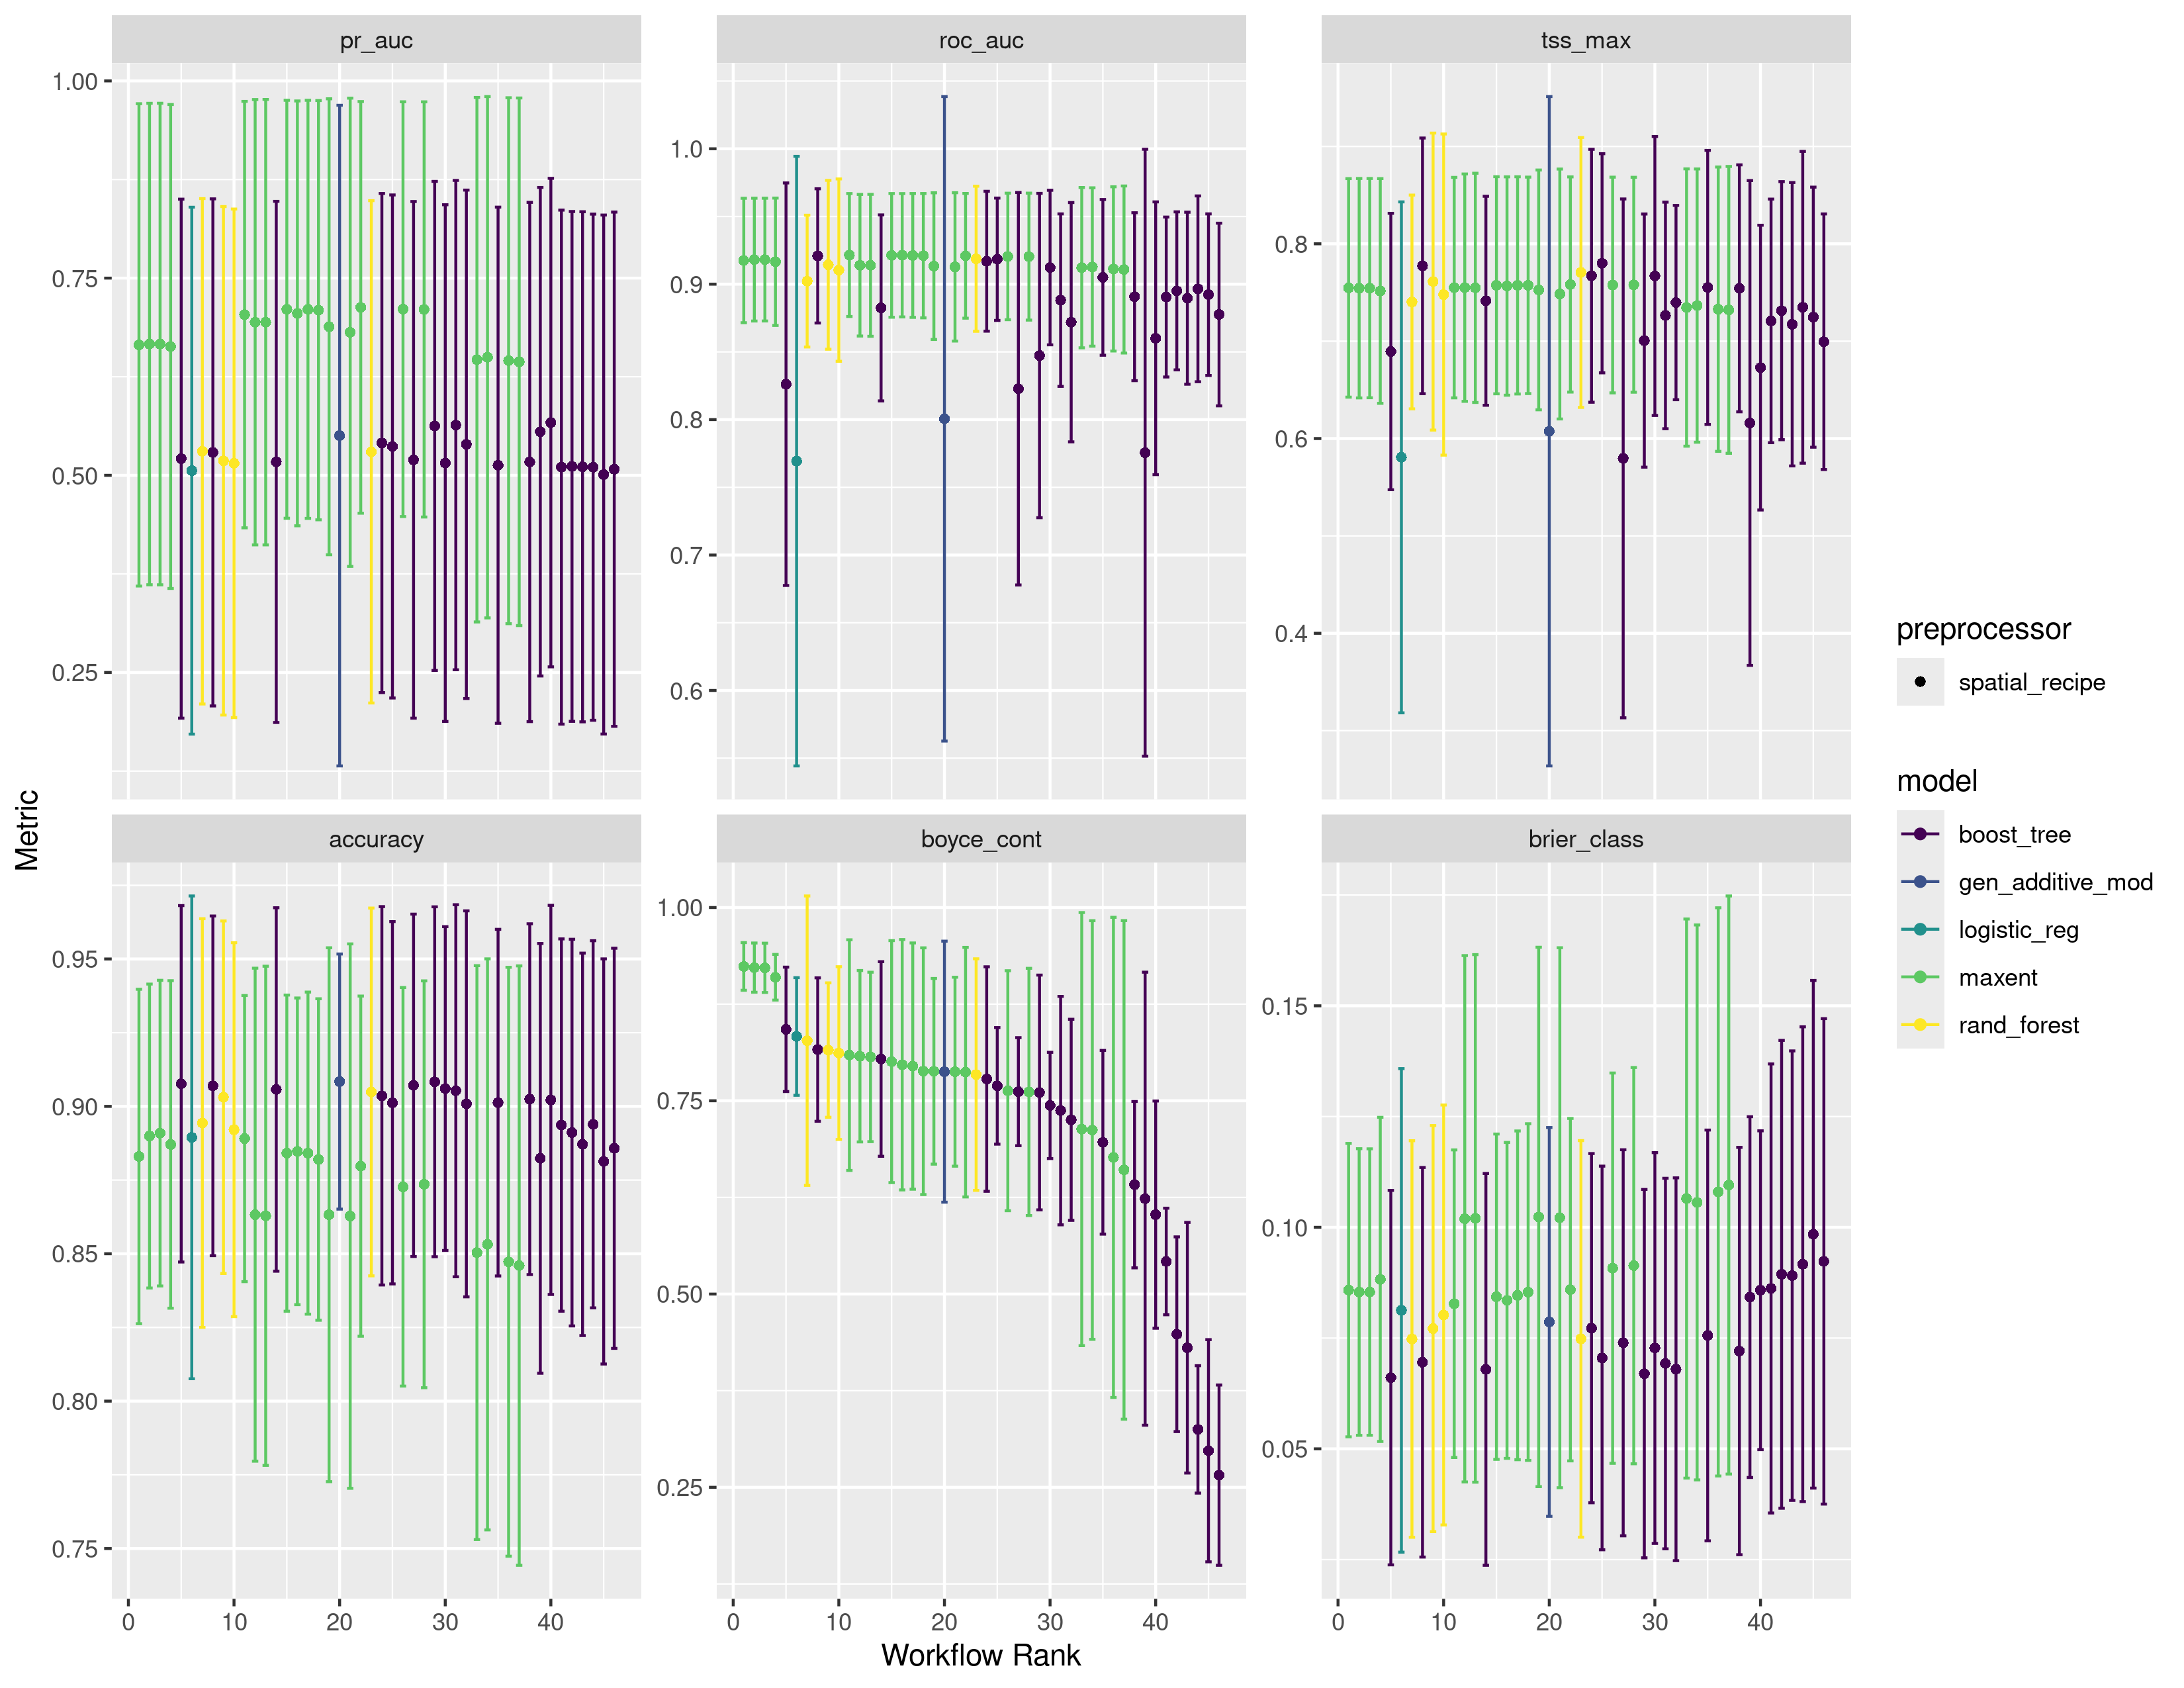 pr_auc
roc_auc
tss_max
1.00
0.75
0.50
0.25
1.0
0.9
0.8
0.7
0.6
0.8
0.6
0.4
accuracy
boyce_cont
brier_class
0.95
0.90
0.85
0.80
0.75
1.00
0.75
0.50
0.25
0.15
0.10
0.05
0 10 20 30 40
0 10 20 30 40
0 10 20 30 40
Workflow Rank
Metric
preprocessor
spatial_recipe
model
boost_tree
gen_additive_mod
logistic_reg
maxent
rand_forest